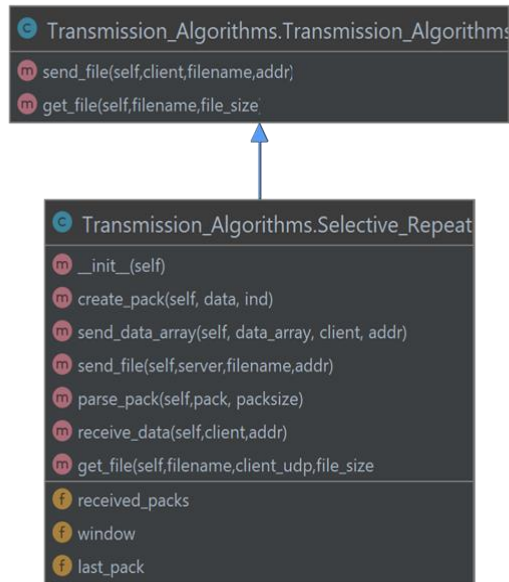 C Transmission_Algorithms.Transmission_Algorithms
m send_file(self,client,filename,addr)
m get_file(self,filename,file_size
C Transmission_Algorithms.Selective_Repeat
m __init__(self)
m create_pack(self, data, ind)
m send_data_array(self, data_array, client, addr)
m send_file(self,server,filename,addr)
m parse_pack(self,pack, packsize)
m receive_data(self,client,addr)
m get_file(self,filename,client_udp,file_size
f received_packs
f window
f last_pack